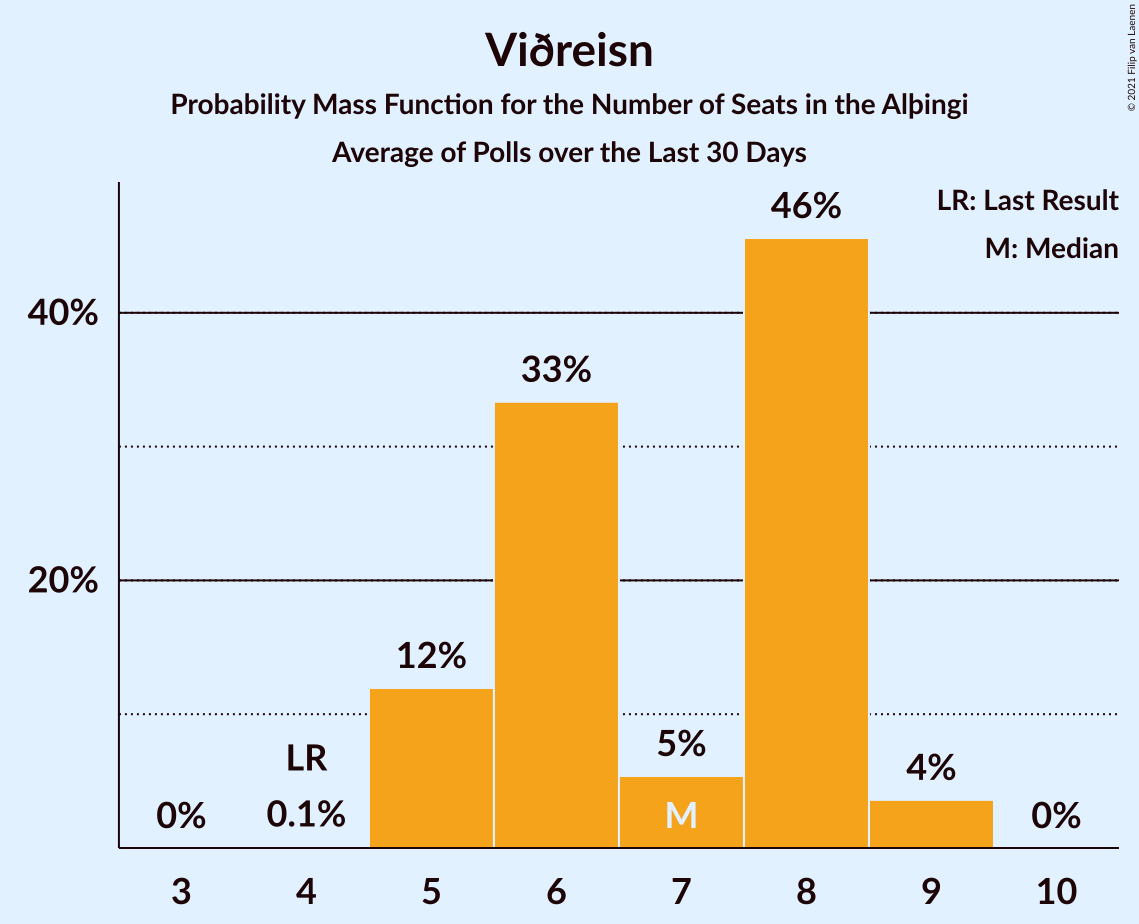 Viðreisn
Probability Mass Function for the Number of Seats in the Alþingi
Average of Polls over the Last 30 Days
© 2021 Filip van Laenen
LR: Last Result
M: Median
46%
40%
33%
20%
12%
LR
5%
4%
0%
0.1%
M
0%
3 4 5 6 7 8 9 10